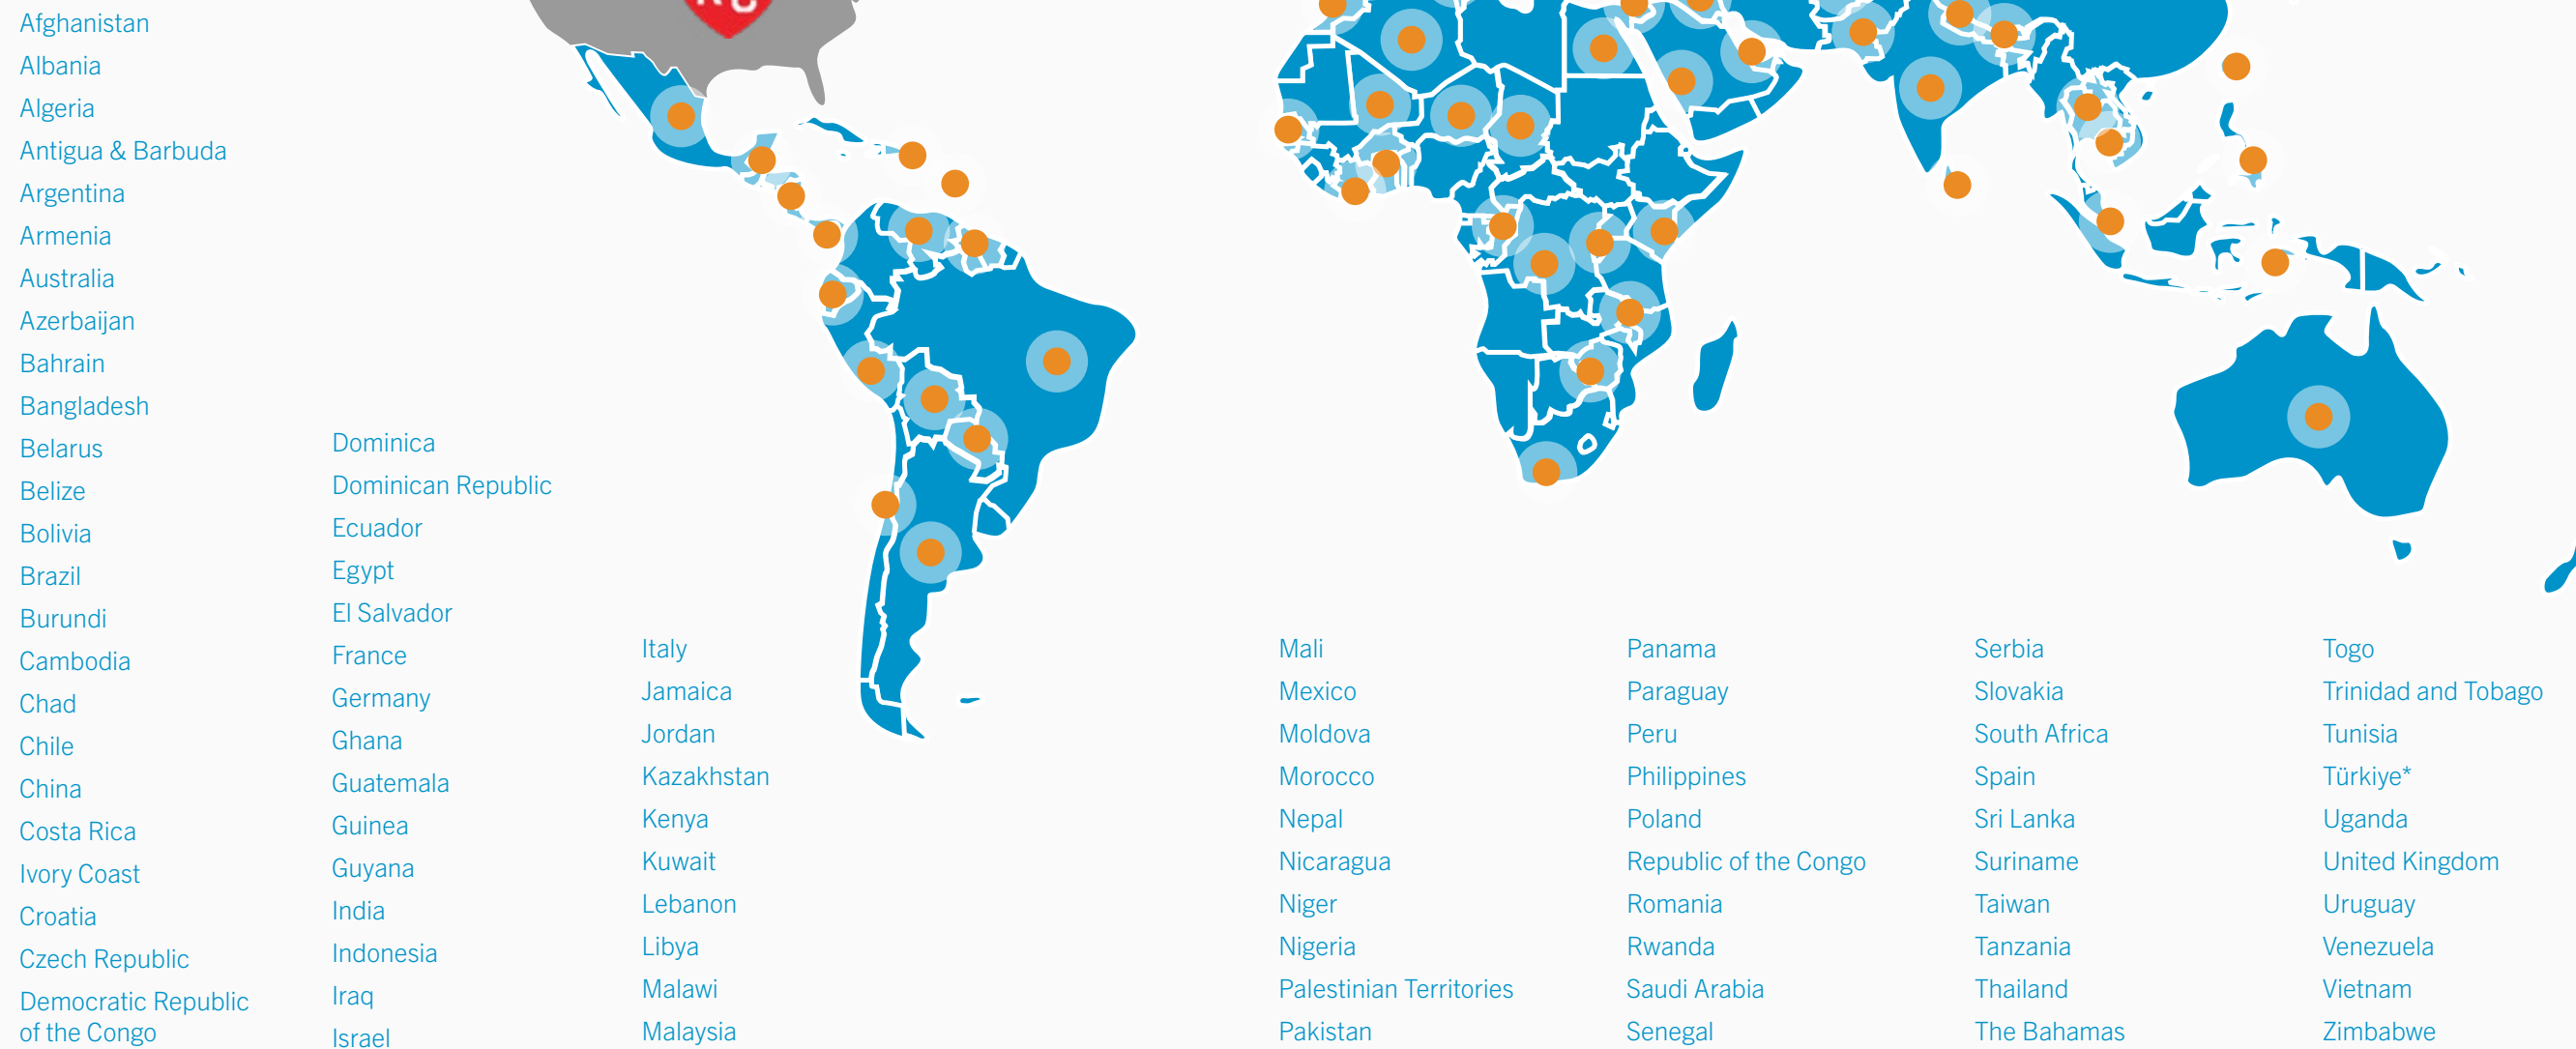 Afghanistan
Albania
Algeria
Antigua & Barbuda
Argentina
Armenia
Australia
Azerbaijan
Bahrain
Bangladesh
Belarus
Belize
Bolivia
Brazil
Burundi
Cambodia
Chad
Chile
China
Costa Rica
Ivory Coast
Croatia
Czech Republic
Democratic Republic
of the Congo
Dominica
Dominican Republic
Ecuador
Egypt
El Salvador
France
Germany
Ghana
Guatemala
Guinea
Guyana
India
Indonesia
Iraq
Israel
Italy
Jamaica
Jordan
Kazakhstan
Kenya
Kuwait
Lebanon
Libya
Malawi
Malaysia
Mali
Mexico
Moldova
Morocco
Nepal
Nicaragua
Niger
Nigeria
Palestinian Territories
Pakistan
Panama
Paraguay
Peru
Philippines
Poland
Republic of the Congo
Romania
Rwanda
Saudi Arabia
Senegal
Serbia
Slovakia
South Africa
Spain
Sri Lanka
Suriname
Taiwan
Tanzania
Thailand
The Bahamas
Togo
Trinidad and Tobago
Tunisia
Türkiye*
Uganda
United Kingdom
Uruguay
Venezuela
Vietnam
Zimbabwe